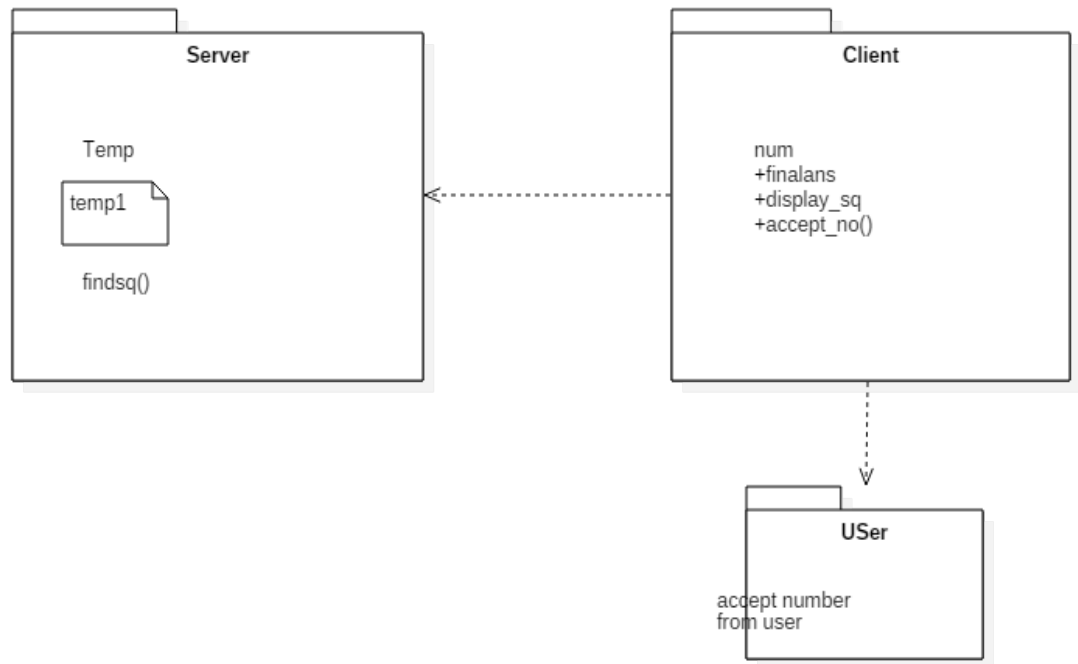 Server
Temp
temp1
findsq()
Client
num
+finalans
+display_sq
+accept_no()
USer
accept number
from user